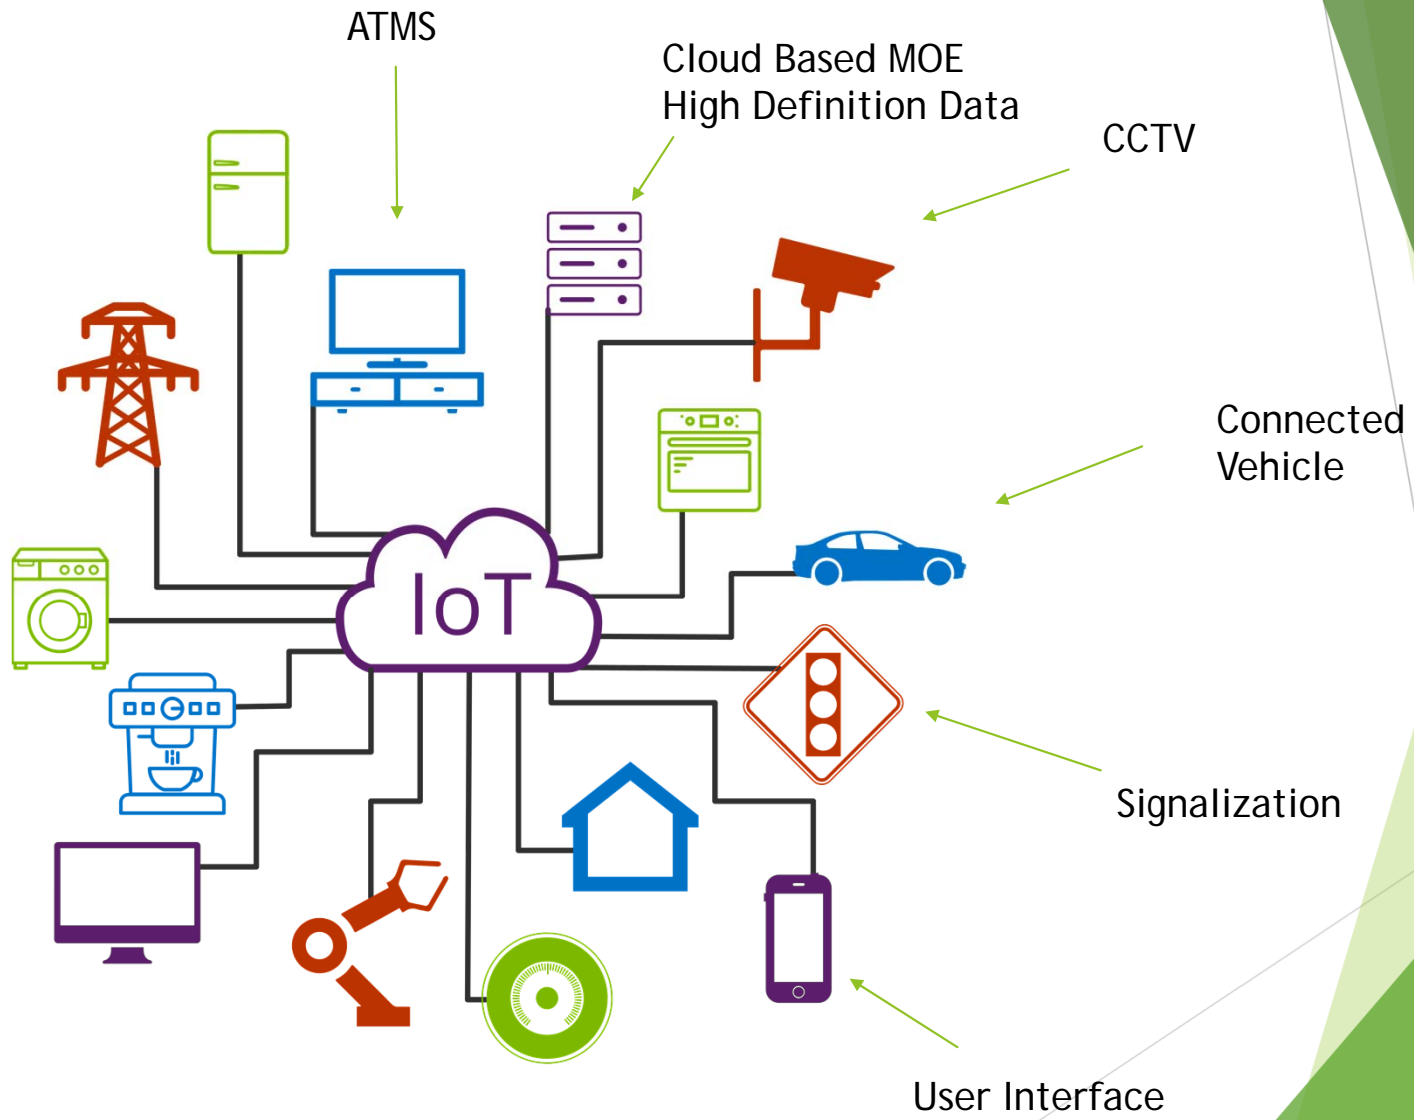 ATMS
Cloud Based MOE
High Definition Data
CCTV
Connected
Vehicle
IoT
Signalization
User Interface